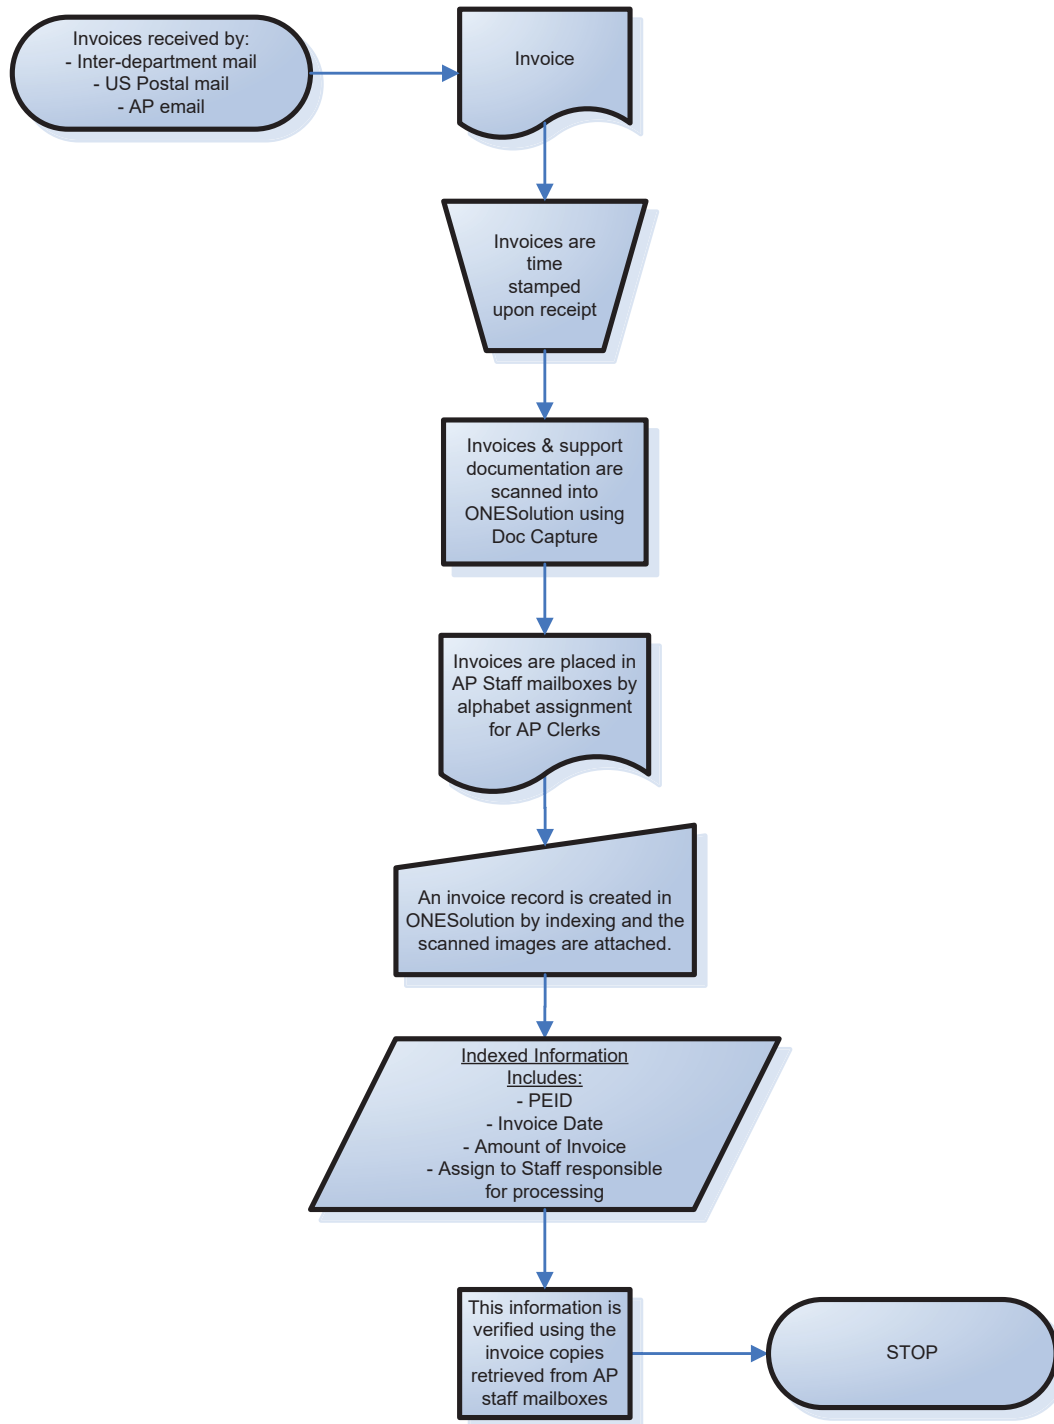 Invoices received by:
- Inter-department mail
- US Postal mail
- AP email
Invoice
Invoices are
time
stamped
upon receipt
Invoices & support
documentation are
scanned into
ONESolution using
Doc Capture
Invoices are placed in
AP Staff mailboxes by
alphabet assignment
for AP Clerks
An invoice record is created in
ONESolution by indexing and the
scanned images are attached.
Indexed Information
Includes:
- PEID
- Invoice Date
- Amount of Invoice
- Assign to Staff responsible
for processing
This information is
verified using the
invoice copies
retrieved from AP
staff mailboxes
STOP